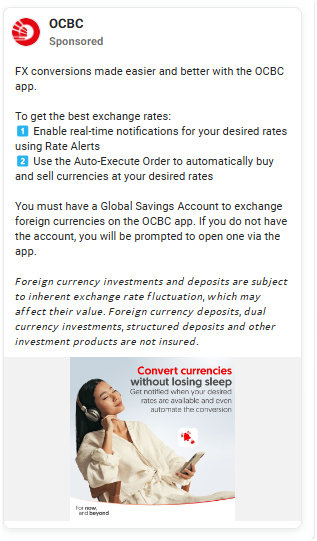 OCBC
Sponsored
FX conversions made easier and better with the OCBC
app.
To get the best exchange rates:
1️⃣ Enable real-time notifications for your desired rates
using Rate Alerts
2️⃣ Use the Auto-Execute Order to automatically buy
and sell currencies at your desired rates
You must have a Global Savings Account to exchange
foreign currencies on the OCBC app. If you do not have
the account, you will be prompted to open one via the
app.
Foreign currency investments and deposits are subject
to inherent exchange rate fluctuation, which may
affect their value. Foreign currency deposits, dual
currency investments, structured deposits and other
investment products are not insured.
Convert currencies
without losing sleep
Get notified when your desired
rates are available and even
automate the conversion
For now,
and beyond